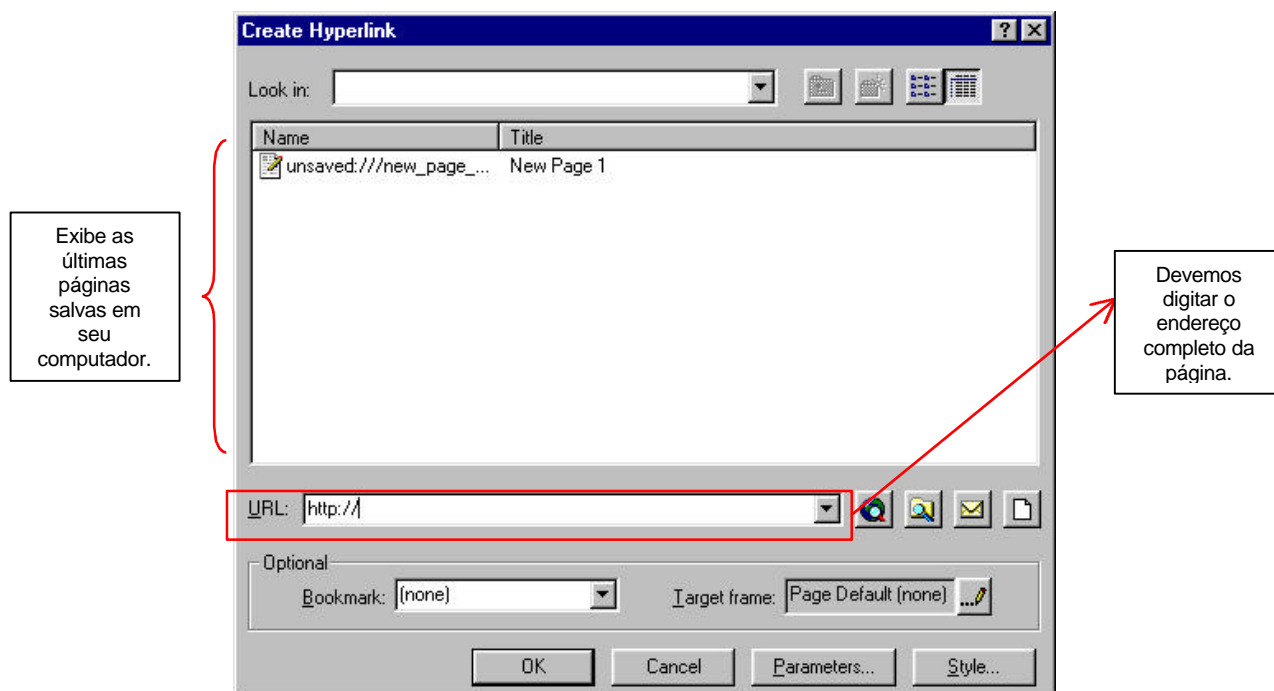 Create Hyperlink
Look in:
Name Title
unsaved:///new_page_... New Page 1
Exibe as
últimas
páginas
salvas em
seu
computador.
Devemos
digitar o
endereço
completo da
página.
URL: http://
Optional
Bookmark: (none) Target frame: Page Default (none) ...
OK Cancel Parameters... Style...